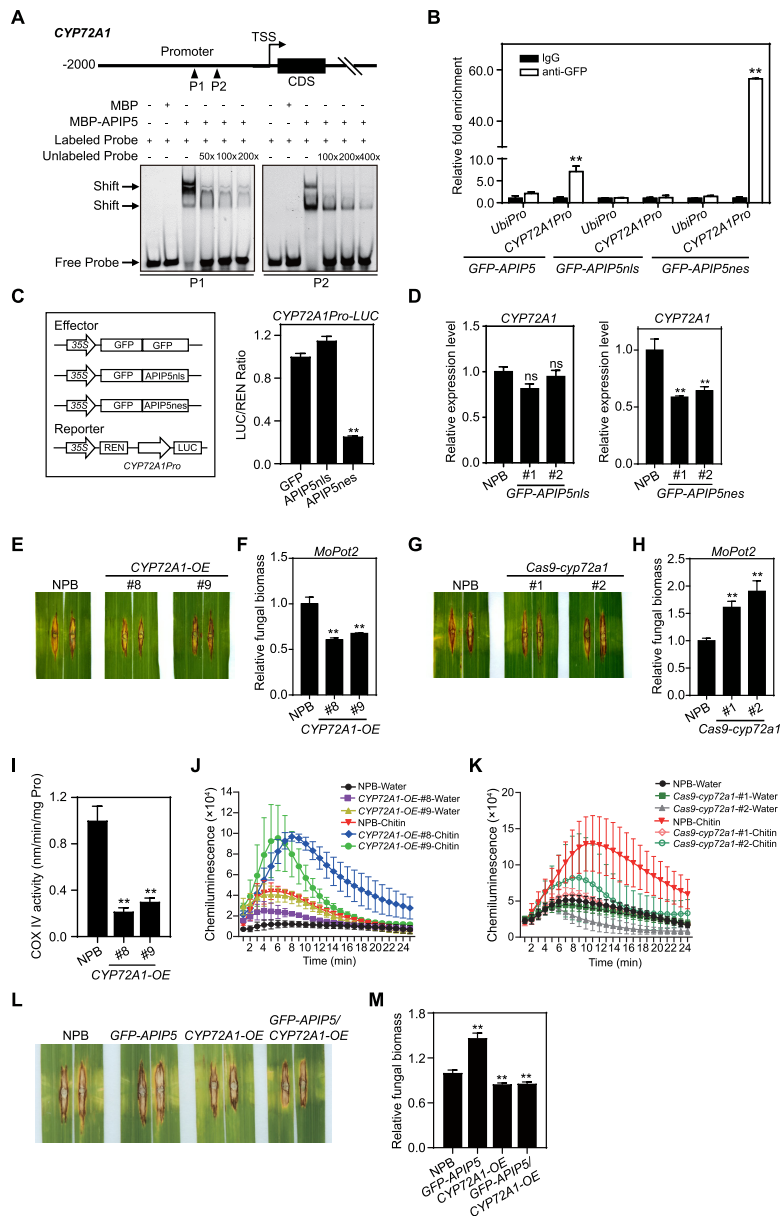 A
CYP72A1
TSS
Promoter
-2000
P1 P2
CDS
MBP - + - - - - - + - - - -
MBP-APIP5 - - + + + + - - + + + +
Labeled Probe + + + + + + + + + + + +
Unlabeled Probe - - - 50x 100x 200x - - - 100x 200x 400x
Shift
Shift
Free Probe
P1 P2
B
IgG
anti-GFP
Relative fold enrichment
60.0
40.0
20.0
10.0
5.0
0.0
**
**
UbiPro CYP72A1Pro UbiPro CYP72A1Pro UbiPro CYP72A1Pro
GFP-APIP5 GFP-APIP5nls GFP-APIP5nes
C
Effector
35S GFP GFP
35S GFP APIP5nls
35S GFP APIP5nes
Reporter
35S REN LUC
CYP72A1Pro
CYP72A1Pro-LUC
LUC/REN Ratio
1.2
0.8
0.4
0.0
**
GFP
APIP5nls
APIP5nes
D
CYP72A1
Relative expression level
1.5
1.0
0.5
0.0
ns ns
NPB #1 #2
GFP-APIP5nls
CYP72A1
Relative expression level
1.5
1.0
0.5
0.0
** **
NPB #1 #2
GFP-APIP5nes
E
CYP72A1-OE
NPB #8 #9
F
MoPot2
Relative fungal biomass
1.5
1.0
0.5
0.0
** **
NPB #8 #9
CYP72A1-OE
G
Cas9-cyp72a1
NPB #1 #2
H
MoPot2
Relative fungal biomass
2.5
2.0
1.5
1.0
0.5
0.0
** **
NPB #1 #2
Cas9-cyp72a1
I
COX IV activity (nm/min/mg Pro)
1.2
0.8
0.4
0.0
** **
NPB #8 #9
CYP72A1-OE
J
Chemiluminescence (×10⁴)
14
12
10
8
6
4
2
0
NPB-Water
CYP72A1-OE-#8-Water
CYP72A1-OE-#9-Water
NPB-Chitin
CYP72A1-OE-#8-Chitin
CYP72A1-OE-#9-Chitin
2 4 6 8 10 12 14 16 18 20 22 24
Time (min)
K
Chemiluminescence (×10⁴)
20
15
10
5
0
NPB-Water
Cas9-cyp72a1-#1-Water
Cas9-cyp72a1-#2-Water
NPB-Chitin
Cas9-cyp72a1-#1-Chitin
Cas9-cyp72a1-#2-Chitin
2 4 6 8 10 12 14 16 18 20 22 24
Time (min)
L
NPB GFP-APIP5 CYP72A1-OE GFP-APIP5/
CYP72A1-OE
M
Relative fungal biomass
1.8
1.2
0.6
0.0
** ** **
NPB
GFP-APIP5
CYP72A1-OE
GFP-APIP5/
CYP72A1-OE